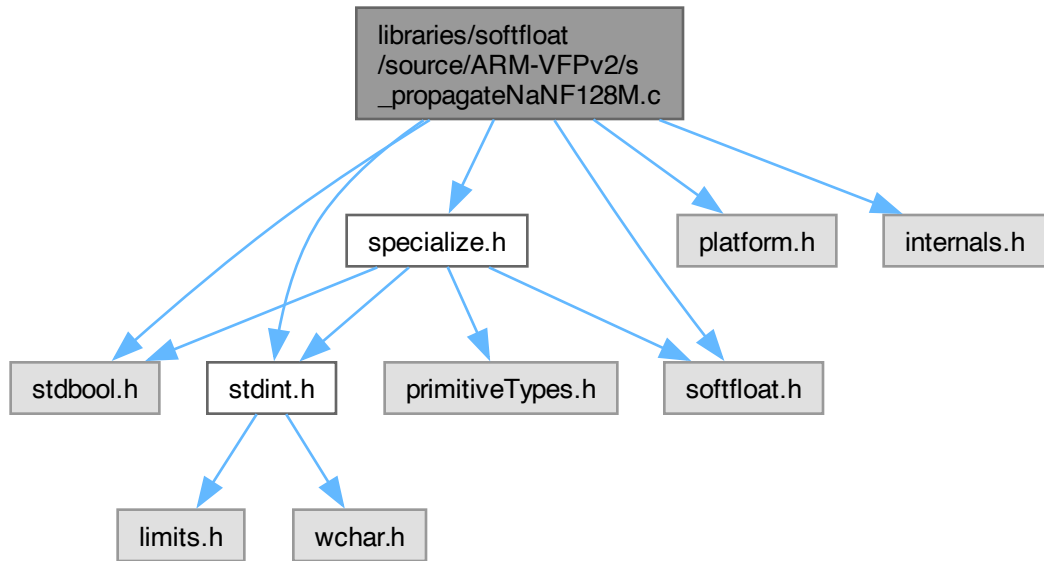 libraries/softfloat
/source/ARM-VFPv2/s
_propagateNaNF128M.c
specialize.h
platform.h
internals.h
stdbool.h
stdint.h
primitiveTypes.h
softfloat.h
limits.h
wchar.h